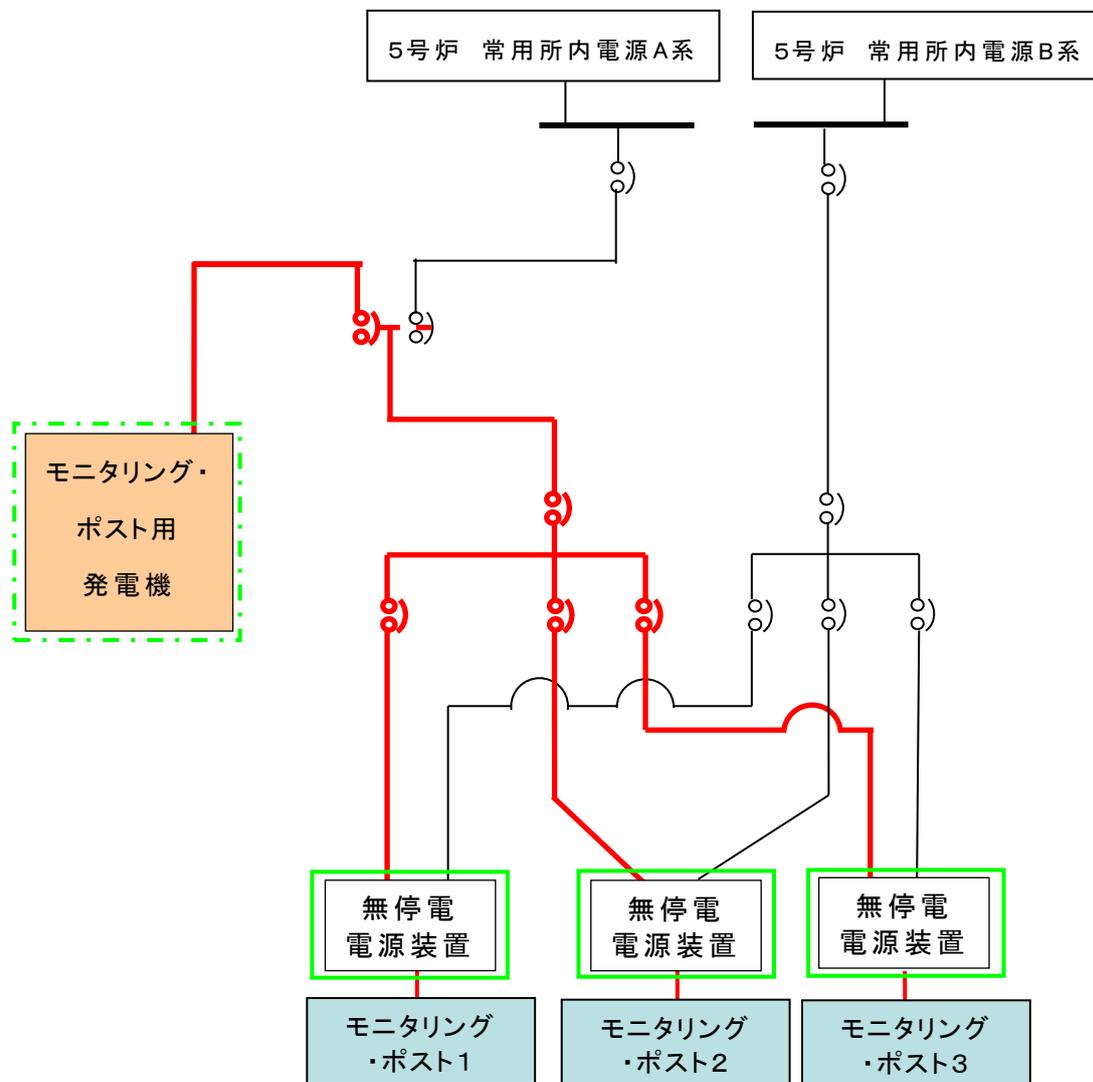 5号炉　常用所内電源A系
5号炉　常用所内電源B系
モニタリング・
ポスト用
発電機
無停電
電源装置
無停電
電源装置
無停電
電源装置
モニタリング
・ポスト1
モニタリング
・ポスト2
モニタリング
・ポスト3